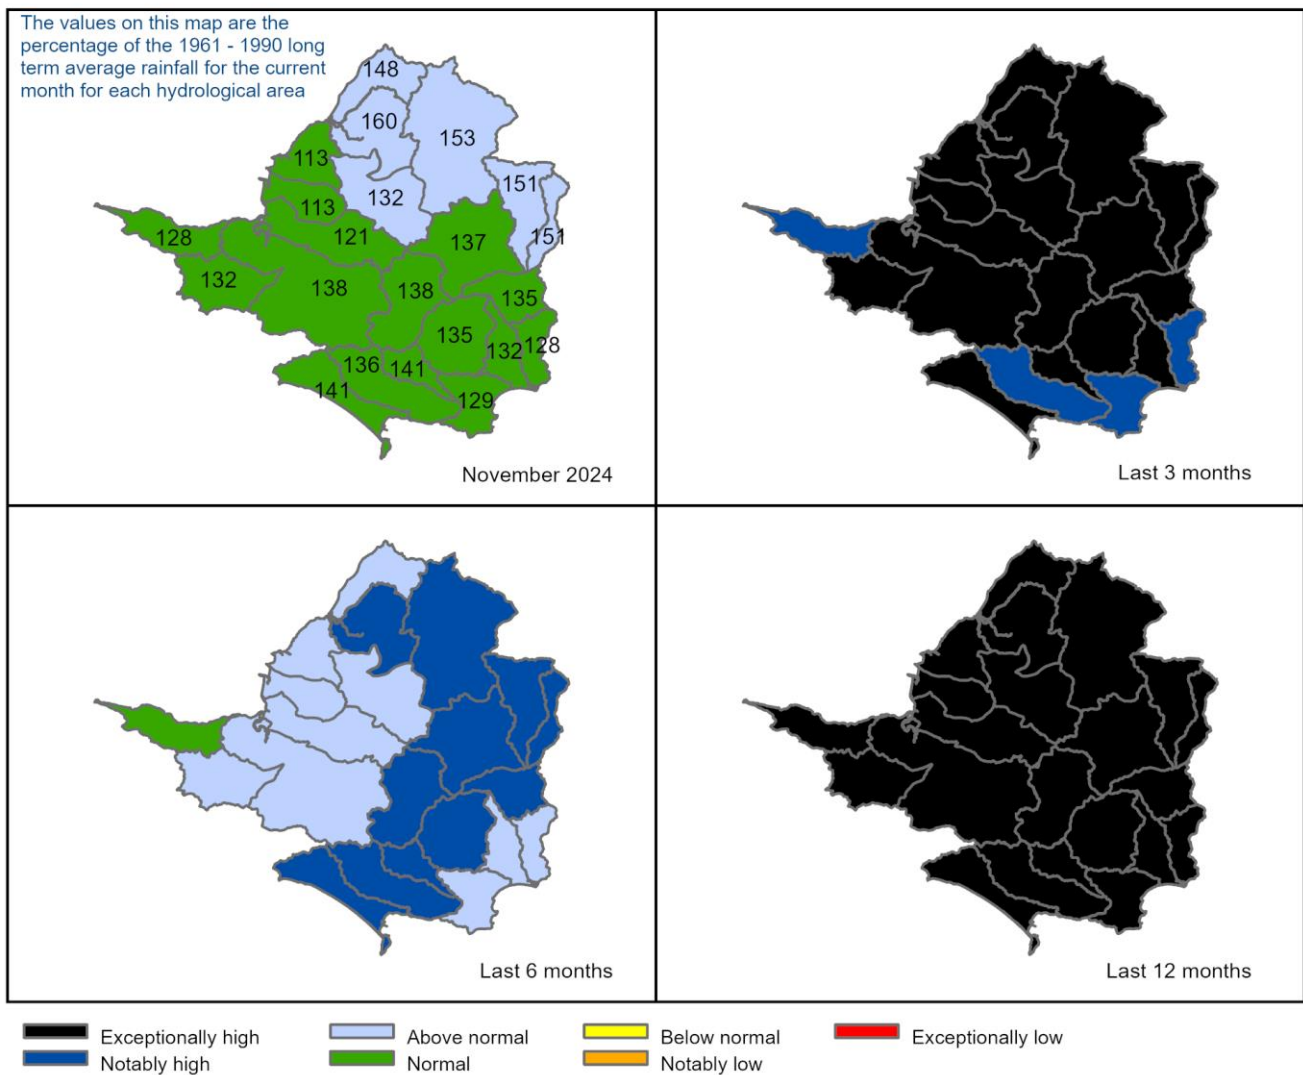 The values on this map are the
percentage of the 1961 - 1990 long
term average rainfall for the current
month for each hydrological area
148
160
153
113
151
132
113
151
121
137
128
132
138
138
135
135
128
132
136
141
141
129
November 2024
Last 3 months
Last 6 months
Last 12 months
Exceptionally high
Above normal
Below normal
Exceptionally low
Notably high
Normal
Notably low